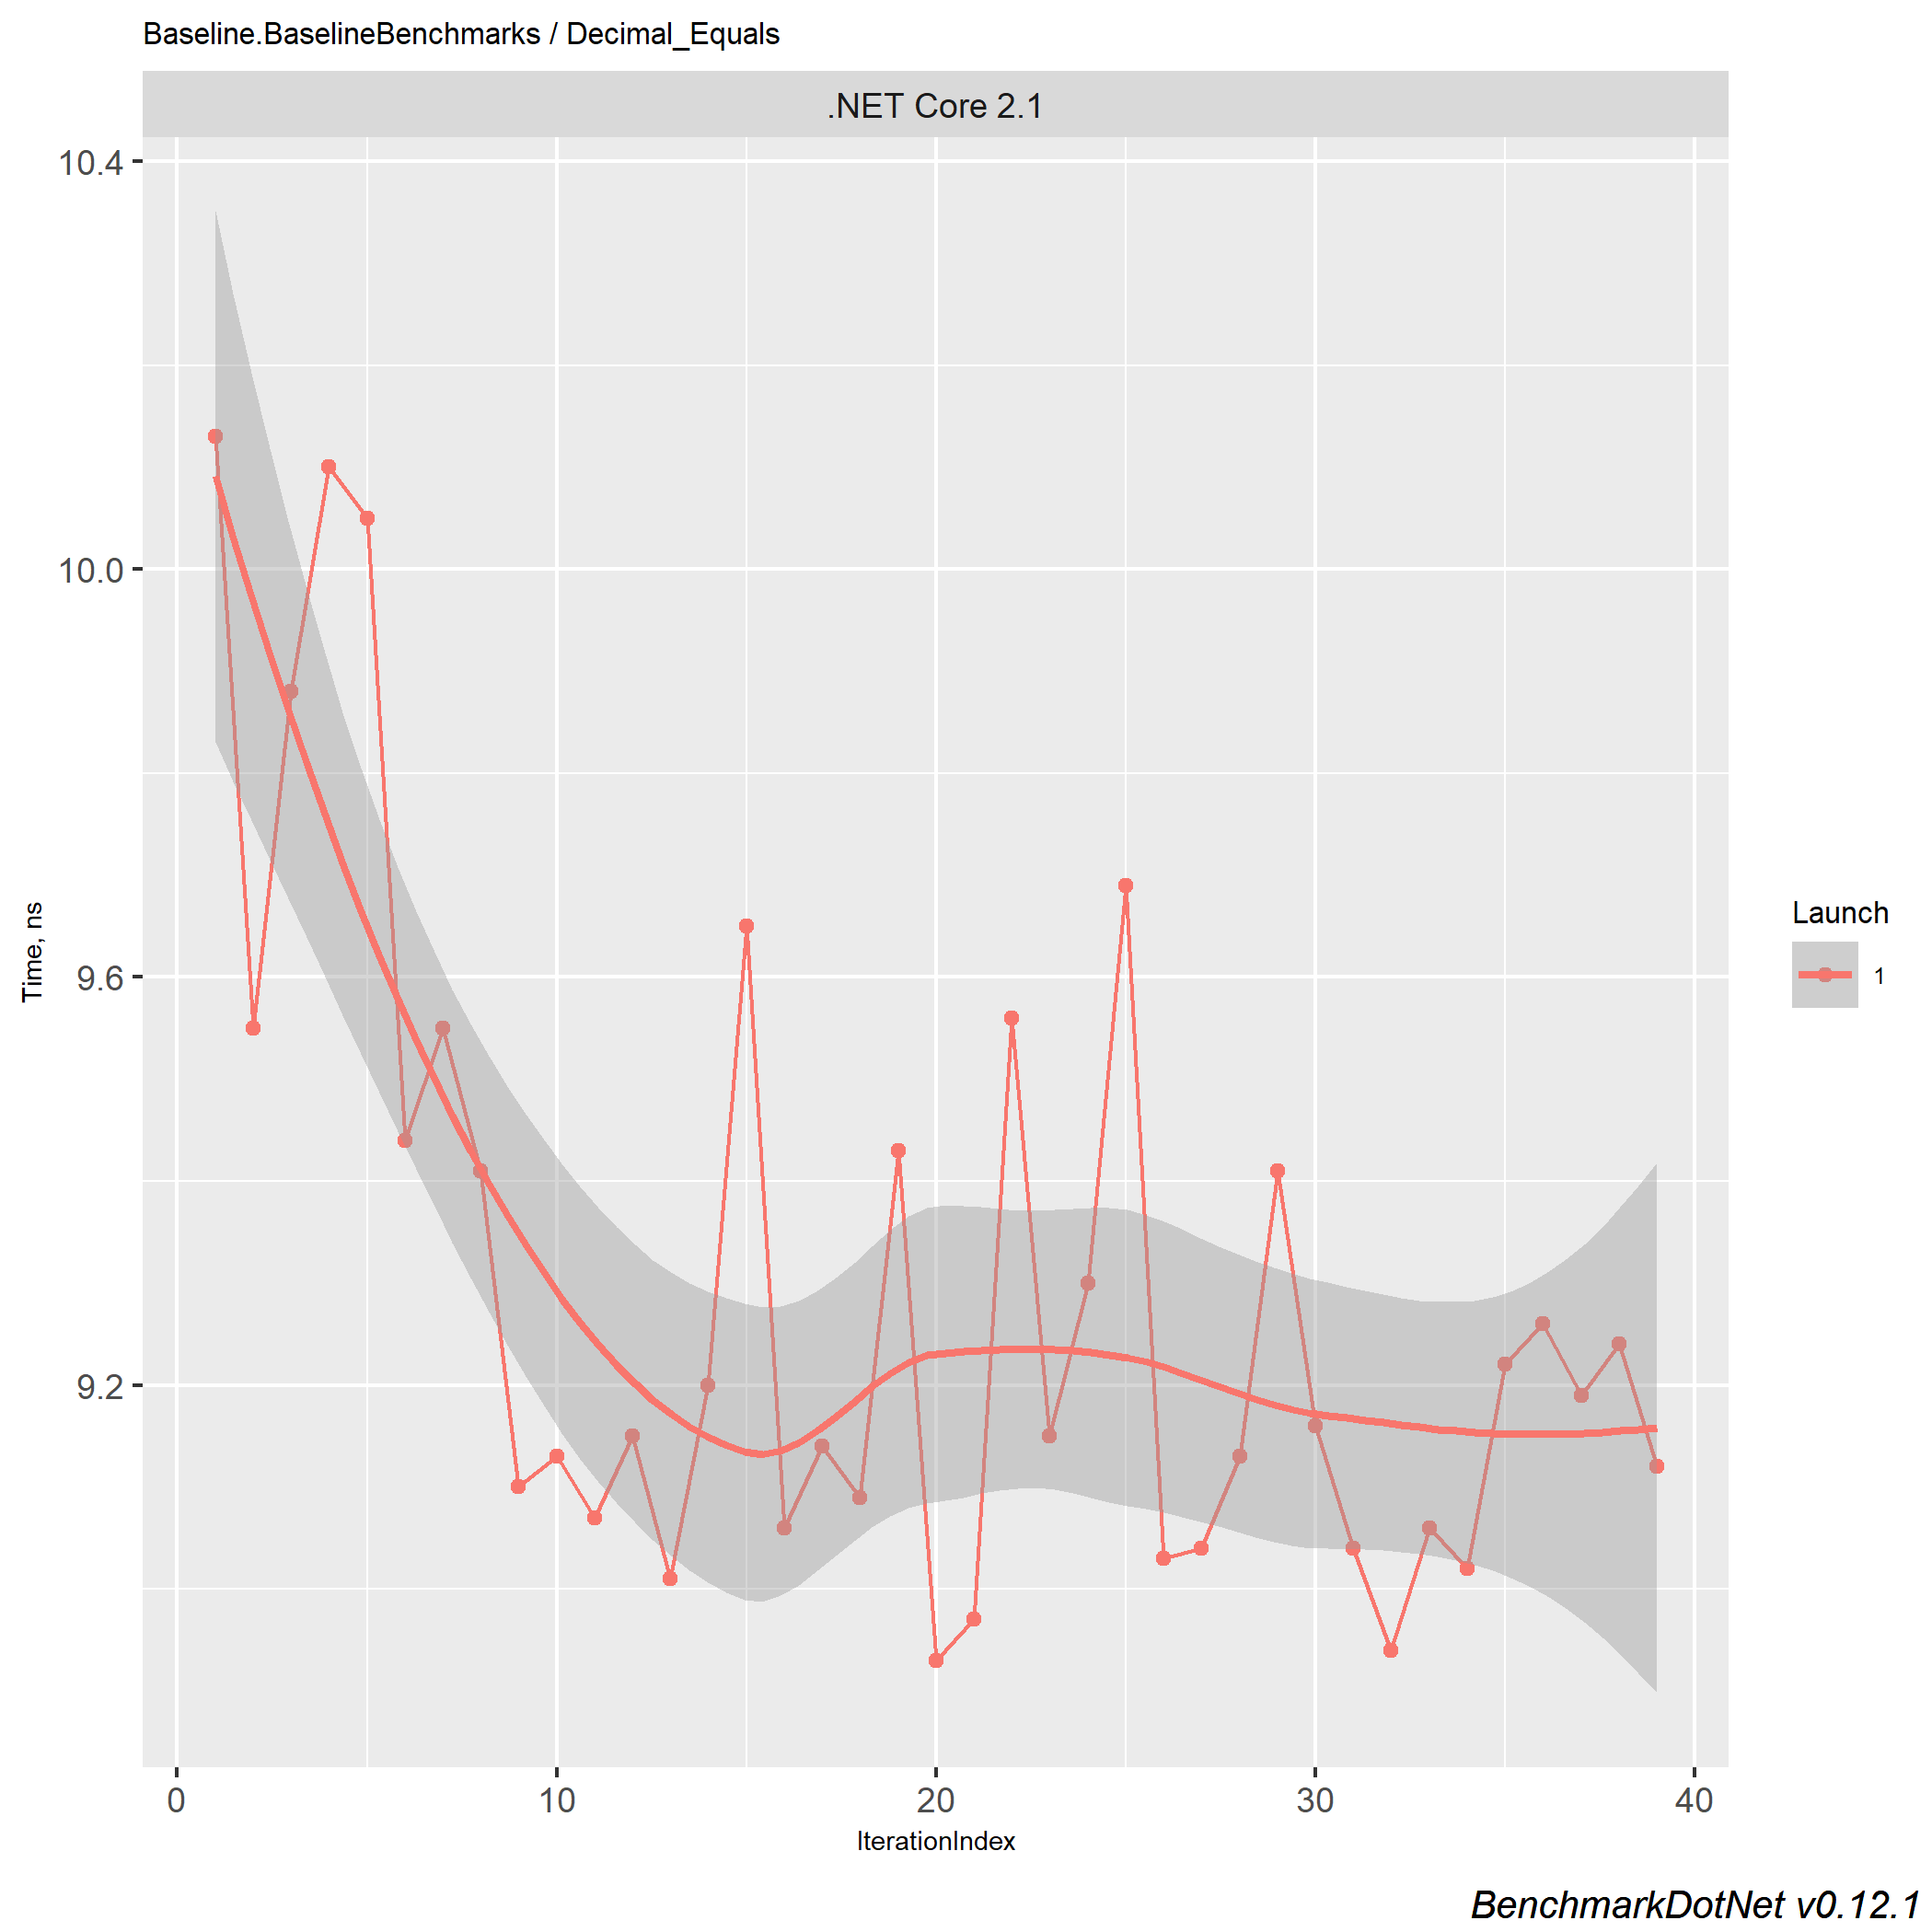 Baseline.BaselineBenchmarks / Decimal_Equals
.NET Core 2.1
10.4
10.0
9.6
9.2
Time, ns
0 10 20 30 40
IterationIndex
Launch
1
BenchmarkDotNet v0.12.1